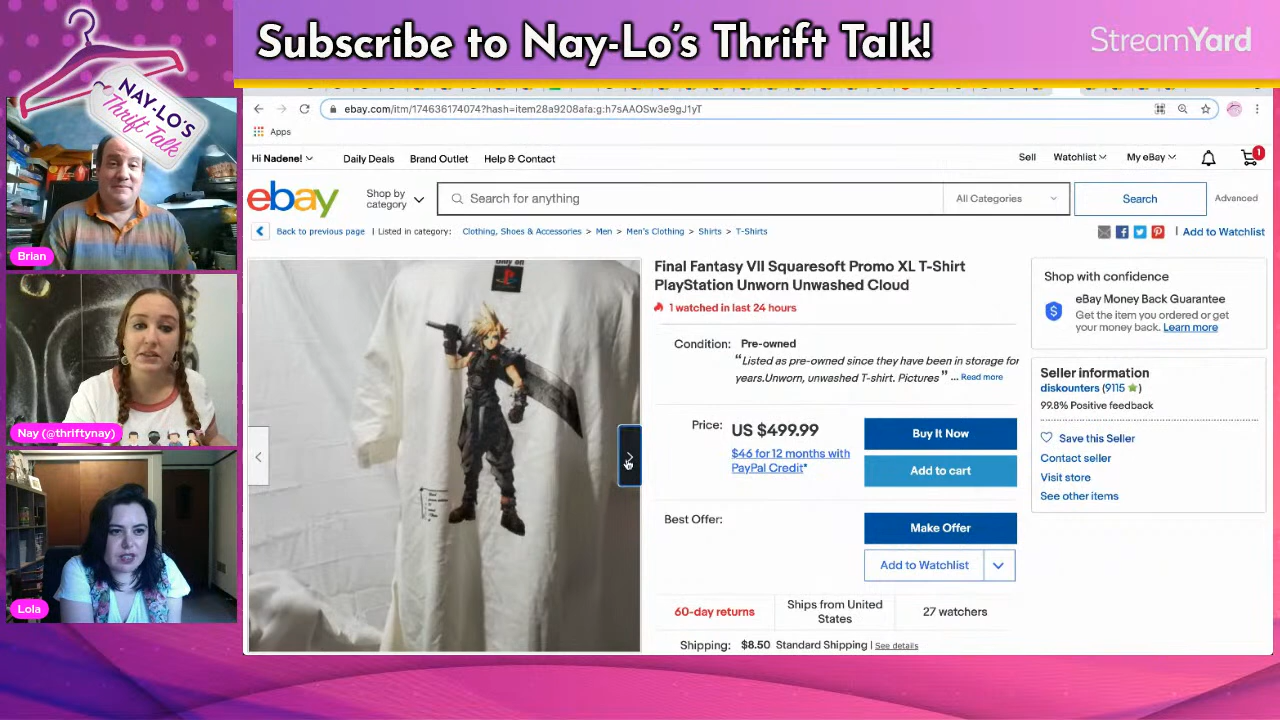 Subscribe to Nay-Lo's Thrift Talk!
StreamYard
NAY-LO'S
Thrift Talk
Brian
Nay (@thriftynay)
Lola
ebay.com/itm/174636174074?hash=item28a9208afa:g:h7sAAOSw3e9gJ1yT
Apps
Hi Nadene!
Daily Deals
Brand Outlet
Help & Contact
Sell
Watchlist
My eBay
1
ebay
Shop by category
Search for anything
All Categories
Search
Advanced
Back to previous page | Listed in category: Clothing, Shoes & Accessories > Men > Men's Clothing > Shirts > T-Shirts
| Add to Watchlist
Only on
Final Fantasy VII Squaresoft Promo XL T-Shirt
PlayStation Unworn Unwashed Cloud
1 watched in last 24 hours
Condition: Pre-owned
"Listed as pre-owned since they have been in storage for
years.Unworn, unwashed T-shirt. Pictures" ... Read more
Price: US $499.99
$46 for 12 months with
PayPal Credit*
Buy It Now
Add to cart
Best Offer:
Make Offer
Add to Watchlist
60-day returns
Ships from United
States
27 watchers
Shipping: $8.50 Standard Shipping | See details
Shop with confidence
eBay Money Back Guarantee
Get the item you ordered or get
your money back. Learn more
Seller information
diskounters (9115)
99.8% Positive feedback
Save this Seller
Contact seller
Visit store
See other items